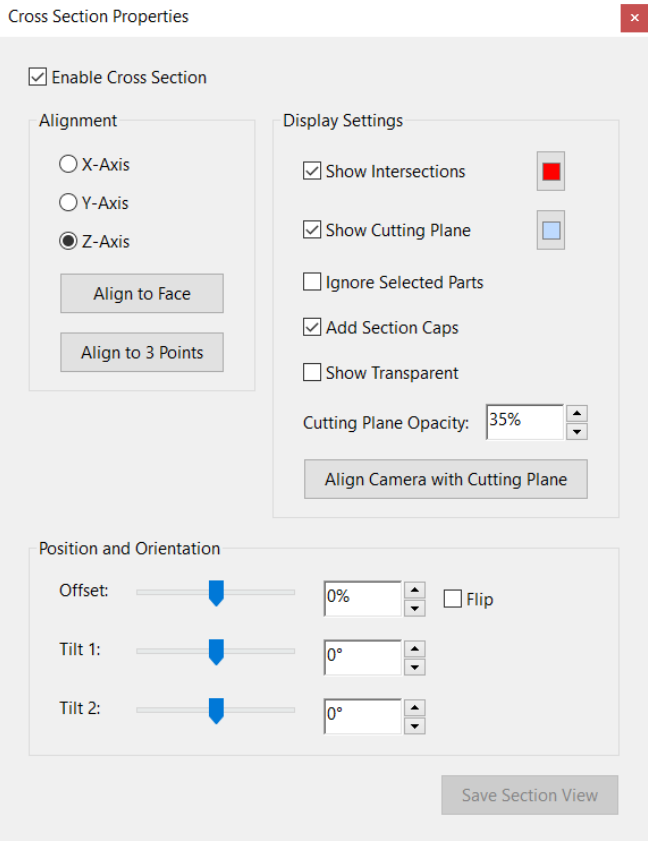 Cross Section Properties
Enable Cross Section
Alignment
X-Axis
Y-Axis
Z-Axis
Align to Face
Align to 3 Points
Display Settings
Show Intersections
Show Cutting Plane
Ignore Selected Parts
Add Section Caps
Show Transparent
Cutting Plane Opacity: 35%
Align Camera with Cutting Plane
Position and Orientation
Offset: 0% Flip
Tilt 1: 0°
Tilt 2: 0°
Save Section View